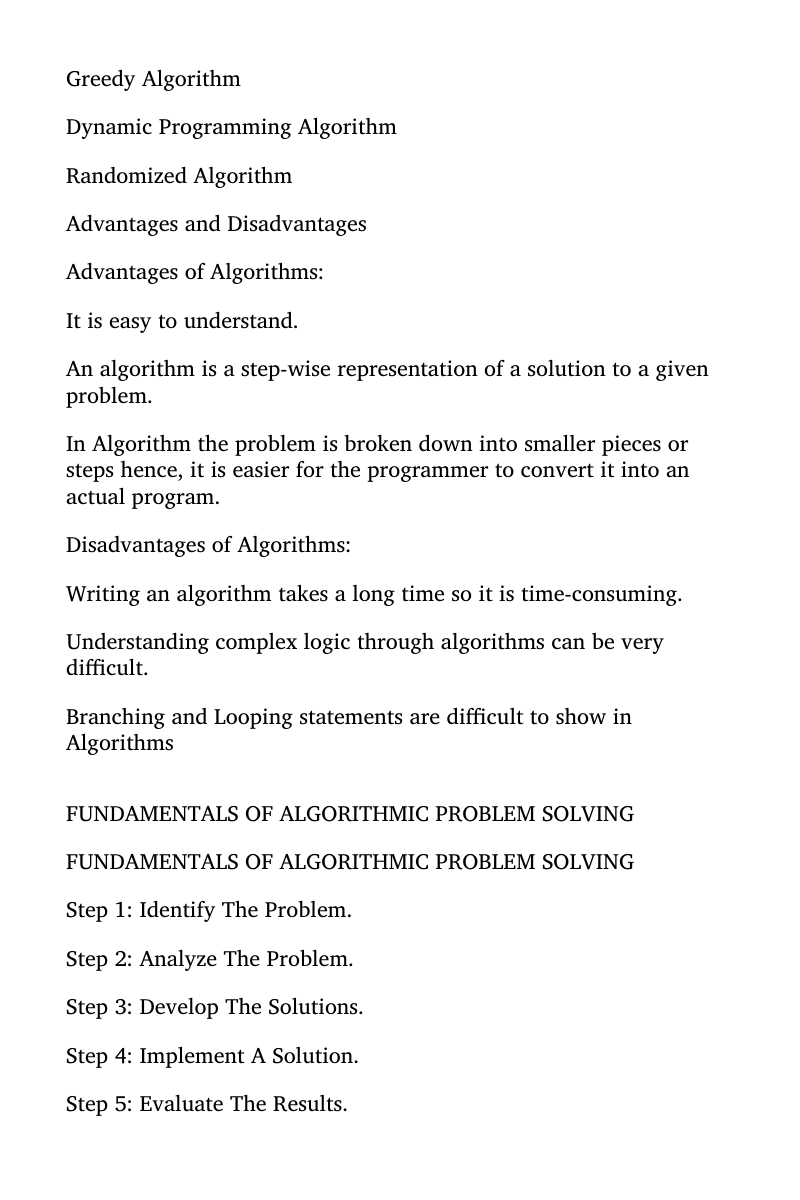 Greedy Algorithm
Dynamic Programming Algorithm
Randomized Algorithm
Advantages and Disadvantages
Advantages of Algorithms:
It is easy to understand.
An algorithm is a step-wise representation of a solution to a given
problem.
In Algorithm the problem is broken down into smaller pieces or
steps hence, it is easier for the programmer to convert it into an
actual program.
Disadvantages of Algorithms:
Writing an algorithm takes a long time so it is time-consuming.
Understanding complex logic through algorithms can be very
difficult.
Branching and Looping statements are difficult to show in
Algorithms
FUNDAMENTALS OF ALGORITHMIC PROBLEM SOLVING
FUNDAMENTALS OF ALGORITHMIC PROBLEM SOLVING
Step 1: Identify The Problem.
Step 2: Analyze The Problem.
Step 3: Develop The Solutions.
Step 4: Implement A Solution.
Step 5: Evaluate The Results.